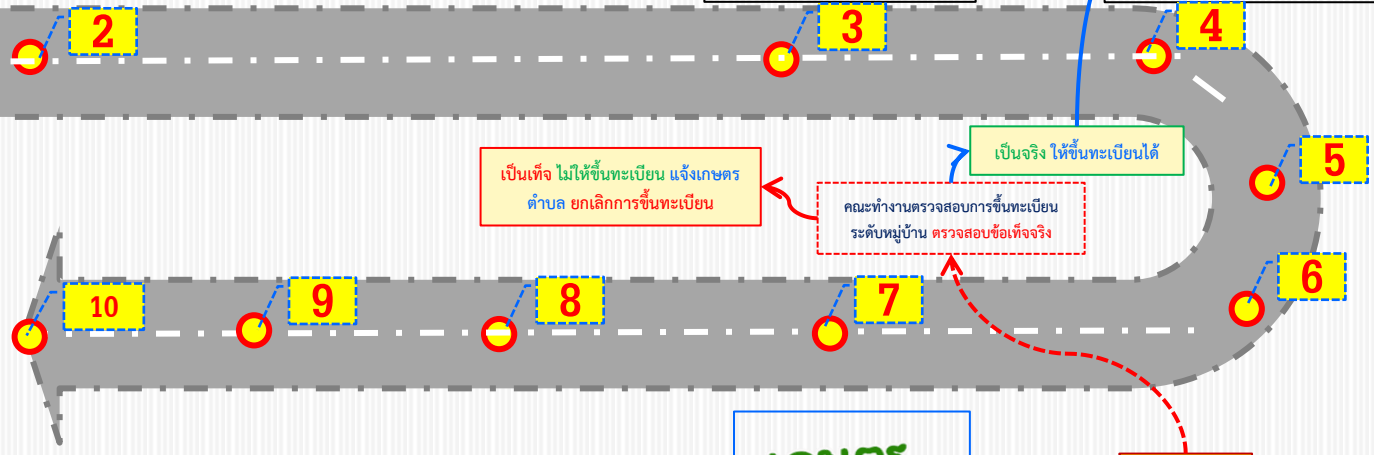 2
3
4
เป็นจริง ให้ขึ้นทะเบียนได้
5
เป็นเท็จ ไม่ให้ขึ้นทะเบียน แจ้งเกษตร
ตำบล ยกเลิกการขึ้นทะเบียน
คณะทำงานตรวจสอบการขึ้นทะเบียน
ระดับหมู่บ้าน ตรวจสอบข้อเท็จจริง
10
9
8
7
6